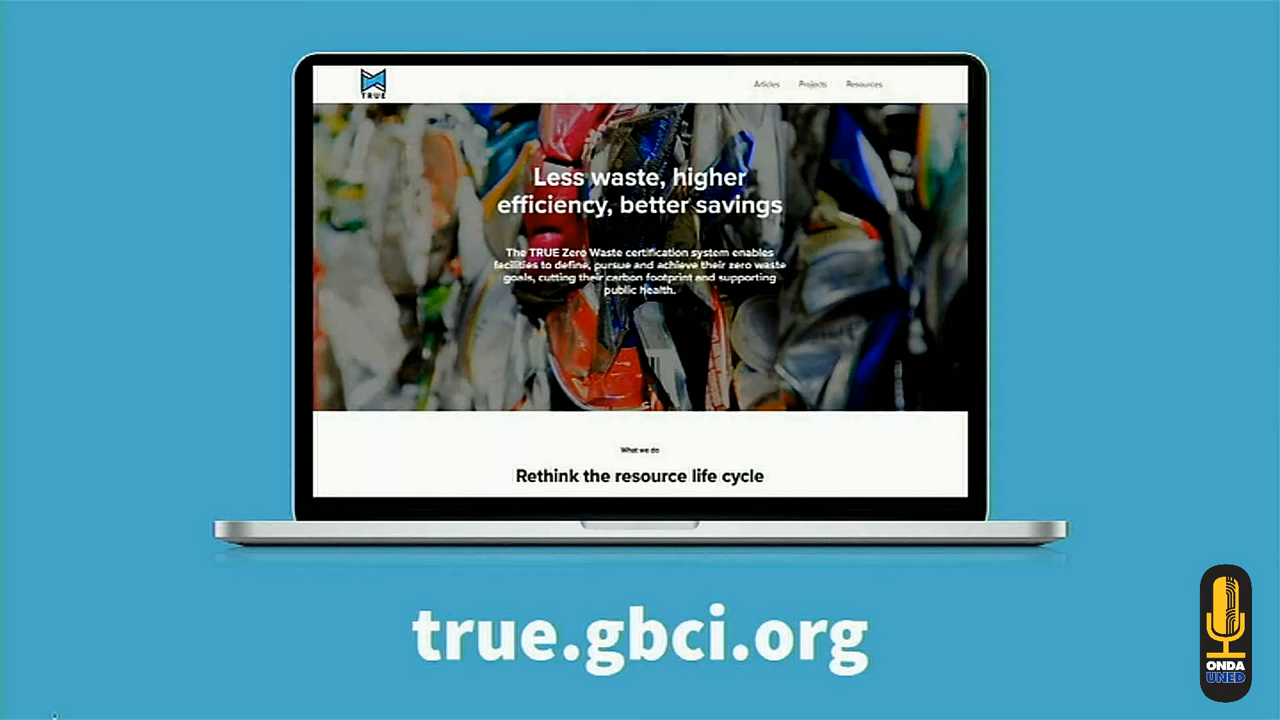 TRUE
Articles Projects Resources
Less waste, higher
efficiency, better savings
The TRUE Zero Waste certification system enables
facilities to define, pursue and achieve their zero waste
goals, cutting their carbon footprint and supporting
public health.
What we do
Rethink the resource life cycle
true.gbci.org
ONDA
UNED